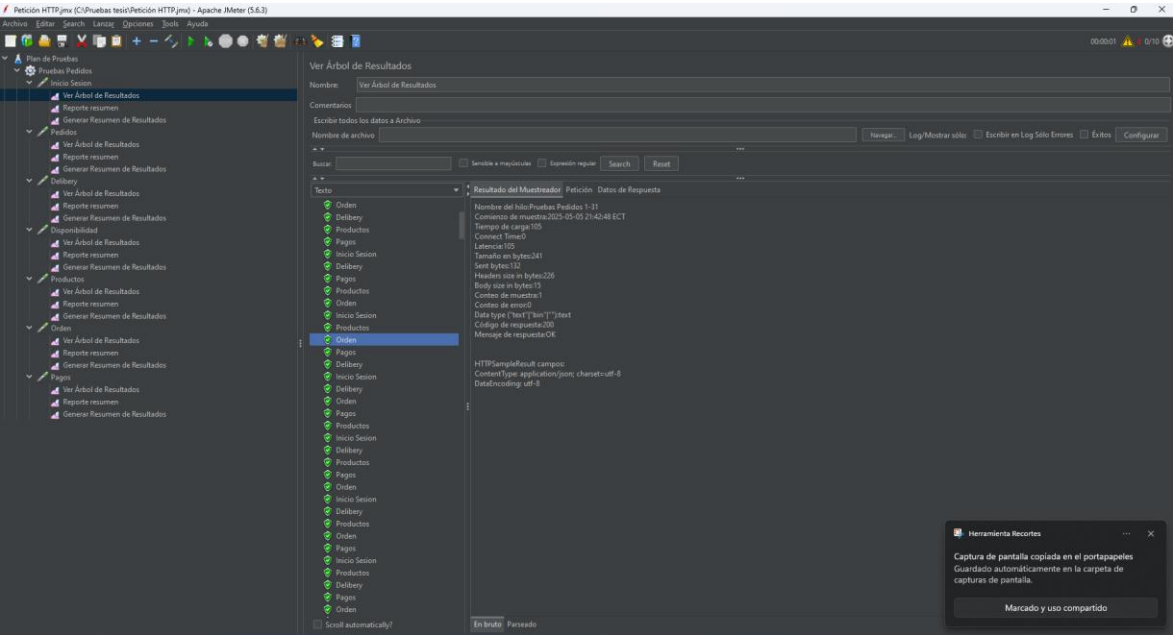 Petición HTTP.jmx (C:\Pruebas tesis\Petición HTTP.jmx) - Apache JMeter (5.6.3)
Archivo Editar Search Lanzar Opciones Tools Ayuda
00:00:01 0/10
Plan de Pruebas
Pruebas Pedidos
Inicio Sesion
Ver Árbol de Resultados
Reporte resumen
Generar Resumen de Resultados
Pedidos
Ver Árbol de Resultados
Reporte resumen
Generar Resumen de Resultados
Delibery
Ver Árbol de Resultados
Reporte resumen
Generar Resumen de Resultados
Disponibilidad
Ver Árbol de Resultados
Reporte resumen
Generar Resumen de Resultados
Productos
Ver Árbol de Resultados
Reporte resumen
Generar Resumen de Resultados
Orden
Ver Árbol de Resultados
Reporte resumen
Generar Resumen de Resultados
Pagos
Ver Árbol de Resultados
Reporte resumen
Generar Resumen de Resultados
Ver Árbol de Resultados
Nombre: Ver Árbol de Resultados
Comentarios
Escribir todos los datos a Archivo
Nombre de archivo Navegar... Log/Mostrar sólo: Escribir en Log Sólo Errores Éxitos Configurar
Buscar: Sensible a mayúsculas Expresión regular Search Reset
Texto
Orden
Delibery
Productos
Pagos
Inicio Sesion
Delibery
Pagos
Productos
Orden
Inicio Sesion
Productos
Orden
Pagos
Delibery
Inicio Sesion
Delibery
Orden
Pagos
Productos
Inicio Sesion
Delibery
Productos
Pagos
Orden
Inicio Sesion
Delibery
Productos
Orden
Pagos
Inicio Sesion
Productos
Delibery
Pagos
Orden
Scroll automatically?
Resultado del Muestreador Petición Datos de Respuesta
Nombre del hilo:Pruebas Pedidos 1-31
Comienzo de muestra:2025-05-05 21:42:48 ECT
Tiempo de carga:105
Connect Time:0
Latencia:105
Tamaño en bytes:241
Sent bytes:132
Headers size in bytes:226
Body size in bytes:15
Conteo de muestra:1
Conteo de error:0
Data type ("text"|"bin"|""):text
Código de respuesta:200
Mensaje de respuesta:OK
HTTPSampleResult campos:
ContentType: application/json; charset=utf-8
DataEncoding: utf-8
En bruto Parseado
Herramienta Recortes
Captura de pantalla copiada en el portapapeles
Guardado automáticamente en la carpeta de
capturas de pantalla.
Marcado y uso compartido